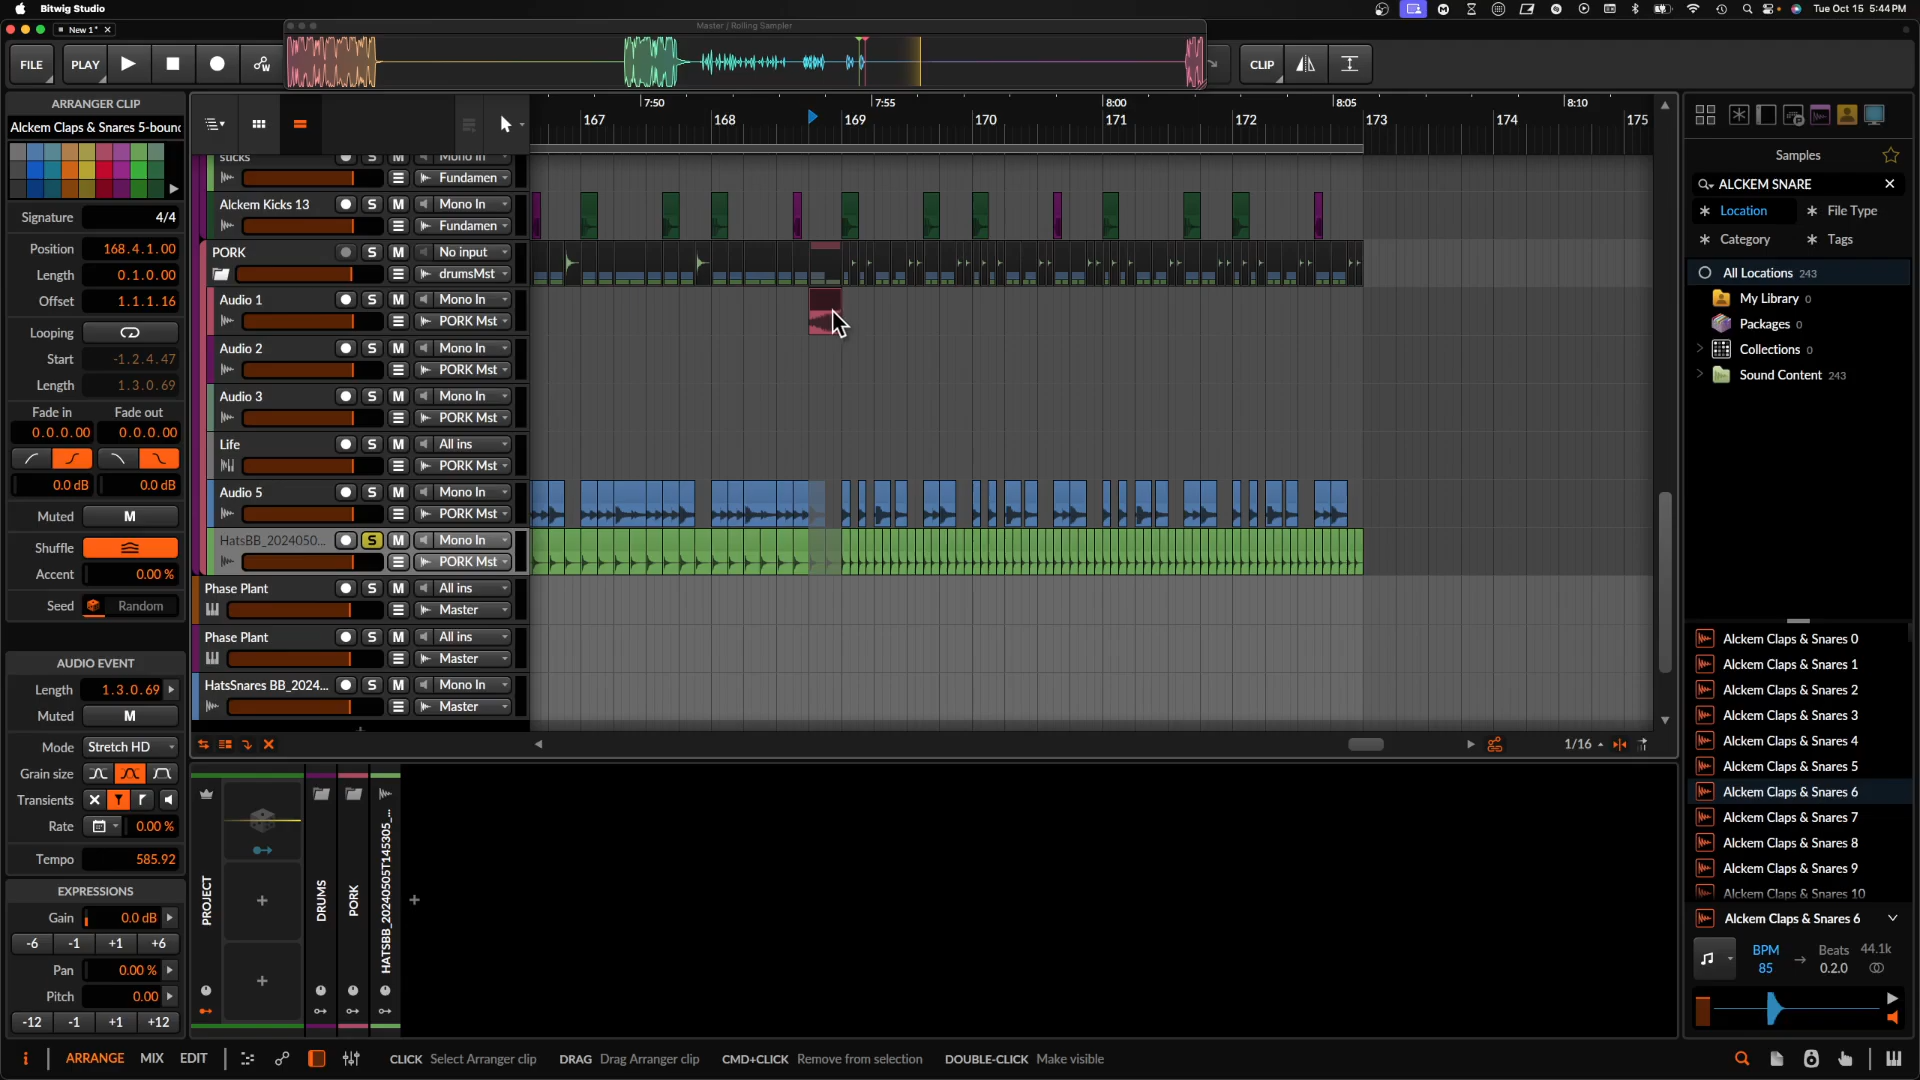 Bitwig Studio
Tue Oct 15 5:44PM
New 1*
Master / Rolling Sampler
FILE
PLAY
CLIP
ARRANGER CLIP
Alckem Claps & Snares 5-bounc
Signature 4/4
Position 168.4.1.00
Length 0.1.0.00
Offset 1.1.1.16
Looping
Start -1.2.4.47
Length 1.3.0.69
Fade in Fade out
0.0.0.00 0.0.0.00
0.0 dB 0.0 dB
Muted M
Shuffle
Accent 0.00 %
Seed Random
AUDIO EVENT
Length 1.3.0.69
Muted M
Mode Stretch HD
Grain size
Transients
Rate 0.00 %
Tempo 585.92
EXPRESSIONS
Gain 0.0 dB
-6 -1 +1 +6
Pan 0.00 %
Pitch 0.00
-12 -1 +1 +12
7:50 7:55 8:00 8:05 8:10
167 168 169 170 171 172 173 174 175
sticks S M Mono In
Fundamen
Alckem Kicks 13 S M Mono In
Fundamen
PORK S M No input
drumsMst
Audio 1 S M Mono In
PORK Mst
Audio 2 S M Mono In
PORK Mst
Audio 3 S M Mono In
PORK Mst
Life S M All ins
PORK Mst
Audio 5 S M Mono In
PORK Mst
HatsBB_2024050... S M Mono In
PORK Mst
Phase Plant S M All ins
Master
Phase Plant S M All ins
Master
HatsSnares BB_2024... S M Mono In
Master
1/16
PROJECT
DRUMS
PORK
HATSBB_20240505T145305_...
Samples
ALCKEM SNARE
Location File Type
Category Tags
All Locations 243
My Library 0
Packages 0
Collections 0
Sound Content 243
Alckem Claps & Snares 0
Alckem Claps & Snares 1
Alckem Claps & Snares 2
Alckem Claps & Snares 3
Alckem Claps & Snares 4
Alckem Claps & Snares 5
Alckem Claps & Snares 6
Alckem Claps & Snares 7
Alckem Claps & Snares 8
Alckem Claps & Snares 9
Alckem Claps & Snares 10
Alckem Claps & Snares 6
BPM Beats 44.1k
85 0.2.0
ARRANGE MIX EDIT
CLICK Select Arranger clip DRAG Drag Arranger clip CMD+CLICK Remove from selection DOUBLE-CLICK Make visible